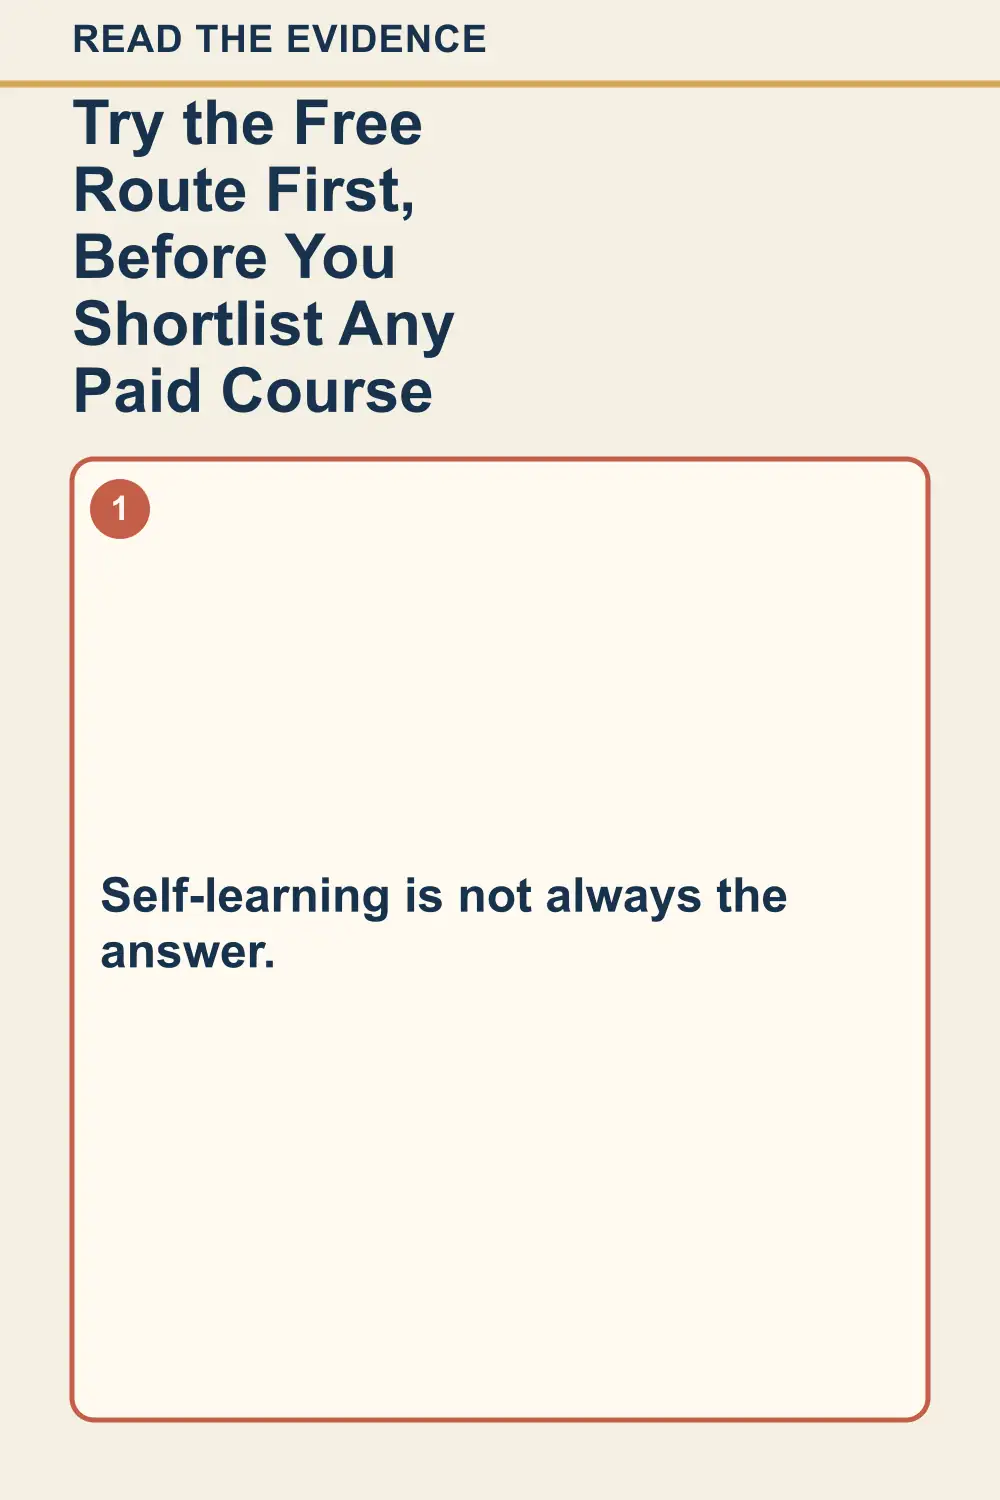 READ THE EVIDENCE
Try the Free
Route First,
Before You
Shortlist Any
Paid Course
1
Self-learning is not always the
answer.